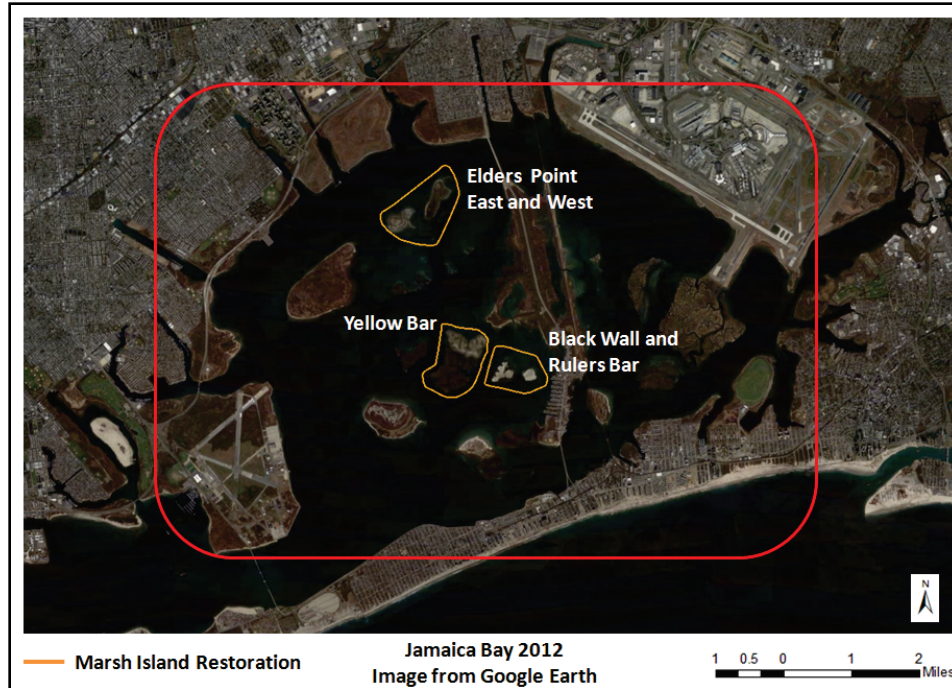 Elders Point
East and West
Yellow Bar
Black Wall and
Rulers Bar
N
Marsh Island Restoration
Jamaica Bay 2012
Image from Google Earth
1 0.5 0 1 2
Miles